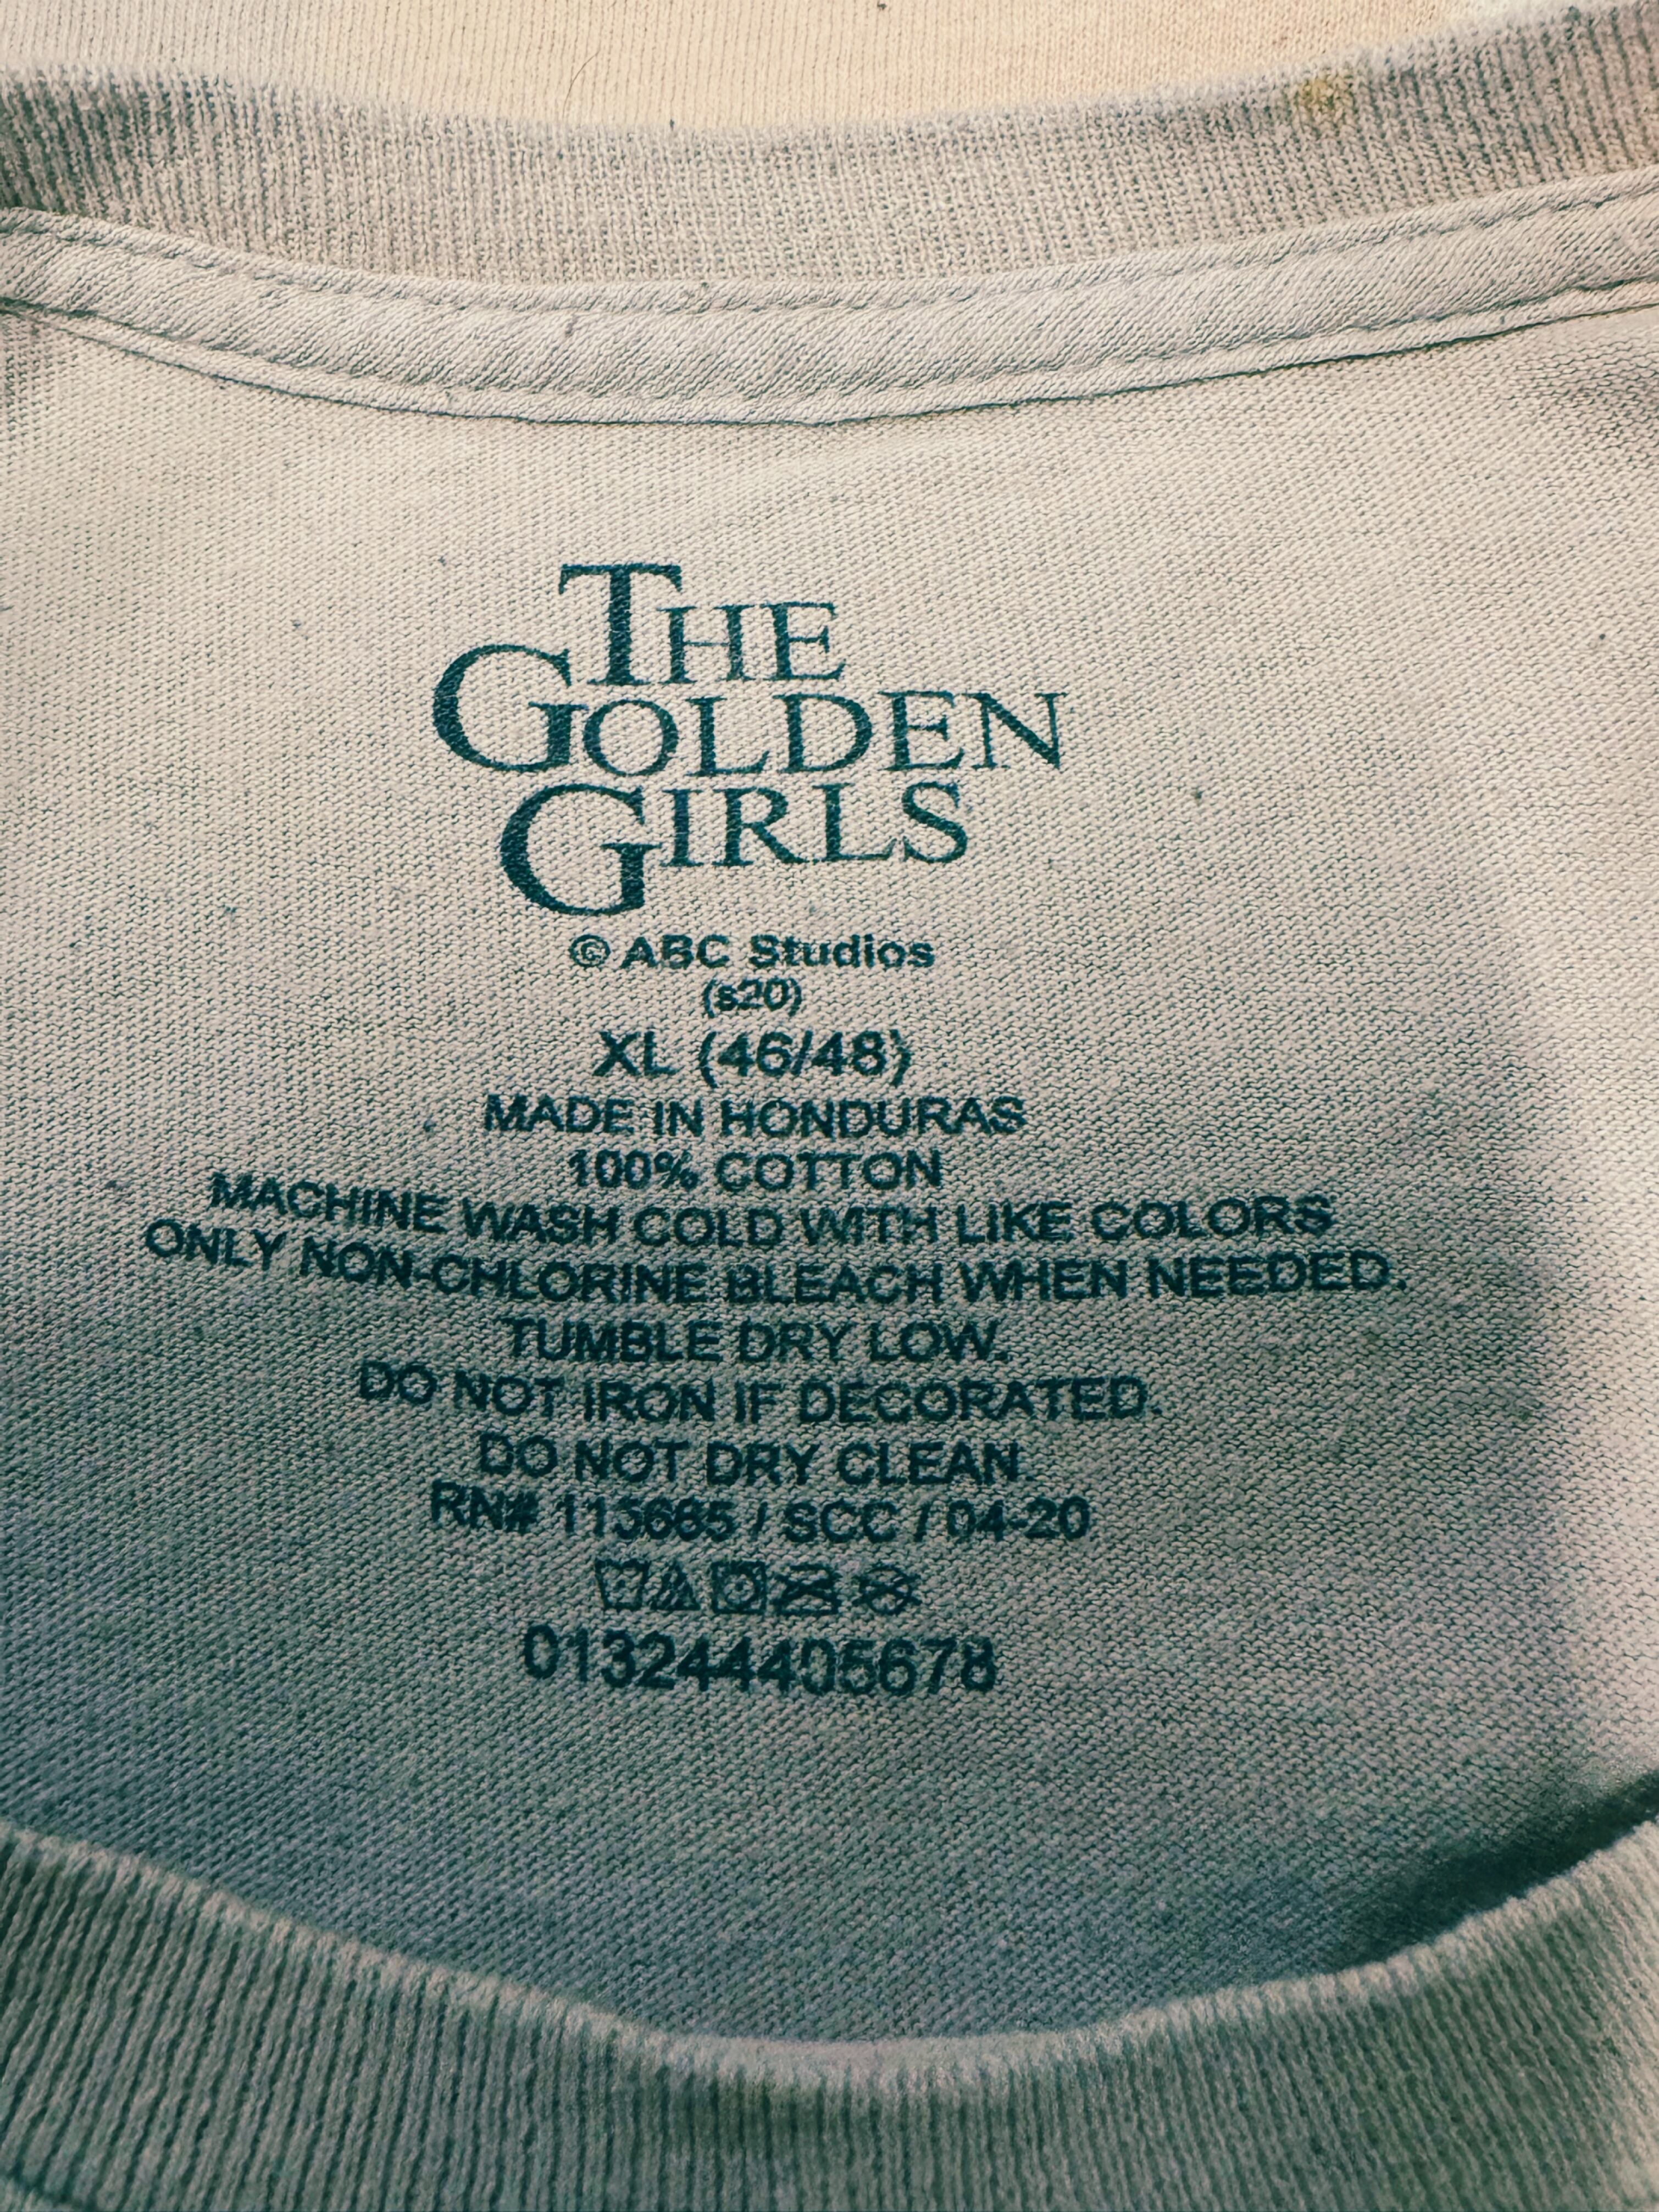 THE
GOLDEN
GIRLS
© ABC Studios
(s20)
XL (46/48)
MADE IN HONDURAS
100% COTTON
MACHINE WASH COLD WITH LIKE COLORS
ONLY NON-CHLORINE BLEACH WHEN NEEDED.
TUMBLE DRY LOW.
DO NOT IRON IF DECORATED.
DO NOT DRY CLEAN.
RN# 115685 / SCC / 04-20
013244405678